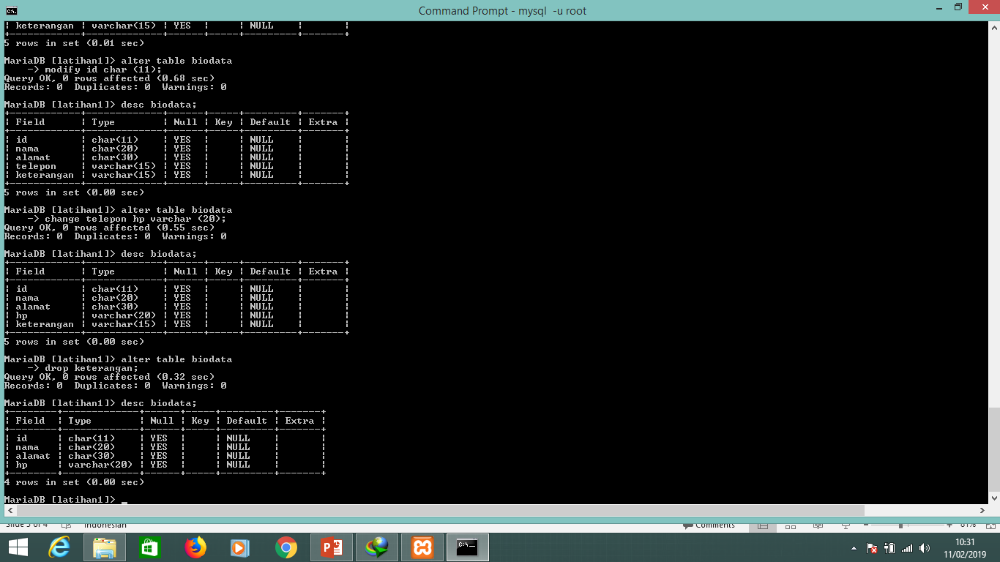 Command Prompt - mysql  -u root
| keterangan | varchar(15) | YES  |     | NULL    |       |
+------------+-------------+------+-----+---------+-------+
5 rows in set (0.01 sec)
MariaDB [latihan1]> alter table biodata
    -> modify id char (11);
Query OK, 0 rows affected (0.68 sec)
Records: 0  Duplicates: 0  Warnings: 0
MariaDB [latihan1]> desc biodata;
+------------+-------------+------+-----+---------+-------+
| Field      | Type        | Null | Key | Default | Extra |
+------------+-------------+------+-----+---------+-------+
| id         | char(11)    | YES  |     | NULL    |       |
| nama       | char(20)    | YES  |     | NULL    |       |
| alamat     | char(30)    | YES  |     | NULL    |       |
| telepon    | varchar(15) | YES  |     | NULL    |       |
| keterangan | varchar(15) | YES  |     | NULL    |       |
+------------+-------------+------+-----+---------+-------+
5 rows in set (0.00 sec)
MariaDB [latihan1]> alter table biodata
    -> change telepon hp varchar (20);
Query OK, 0 rows affected (0.55 sec)
Records: 0  Duplicates: 0  Warnings: 0
MariaDB [latihan1]> desc biodata;
+------------+-------------+------+-----+---------+-------+
| Field      | Type        | Null | Key | Default | Extra |
+------------+-------------+------+-----+---------+-------+
| id         | char(11)    | YES  |     | NULL    |       |
| nama       | char(20)    | YES  |     | NULL    |       |
| alamat     | char(30)    | YES  |     | NULL    |       |
| hp         | varchar(20) | YES  |     | NULL    |       |
| keterangan | varchar(15) | YES  |     | NULL    |       |
+------------+-------------+------+-----+---------+-------+
5 rows in set (0.00 sec)
MariaDB [latihan1]> alter table biodata
    -> drop keterangan;
Query OK, 0 rows affected (0.32 sec)
Records: 0  Duplicates: 0  Warnings: 0
MariaDB [latihan1]> desc biodata;
+--------+-------------+------+-----+---------+-------+
| Field  | Type        | Null | Key | Default | Extra |
+--------+-------------+------+-----+---------+-------+
| id     | char(11)    | YES  |     | NULL    |       |
| nama   | char(20)    | YES  |     | NULL    |       |
| alamat | char(30)    | YES  |     | NULL    |       |
| hp     | varchar(20) | YES  |     | NULL    |       |
+--------+-------------+------+-----+---------+-------+
4 rows in set (0.00 sec)
MariaDB [latihan1]> _
Slide 3 of 4 Indonesian Comments 81%
10:31
11/02/2019